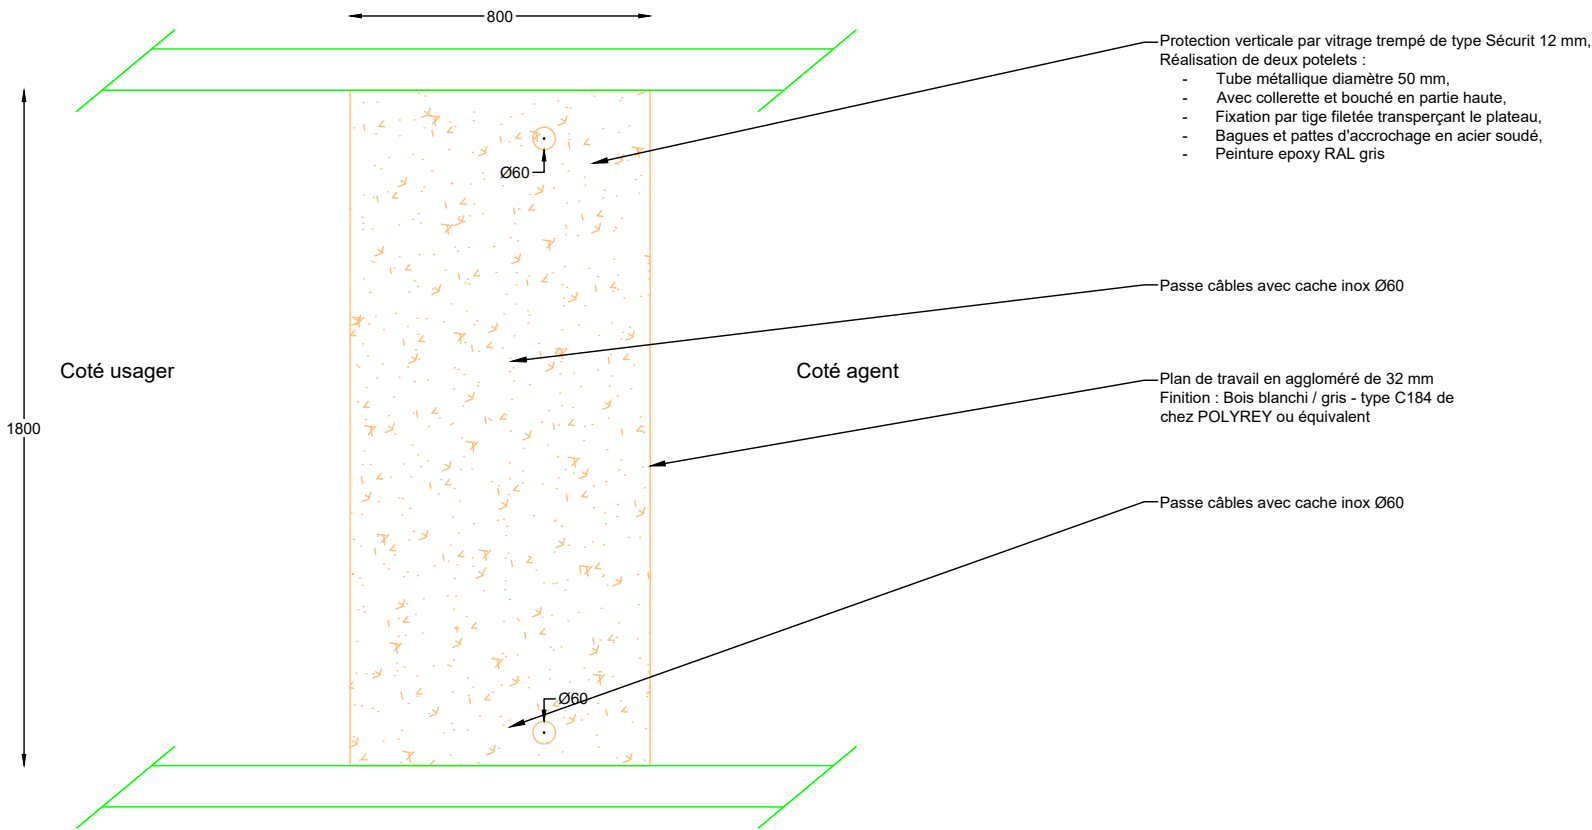 800
Protection verticale par vitrage trempé de type Sécurit 12 mm,
Réalisation de deux potelets :
- Tube métallique diamètre 50 mm,
- Avec collerette et bouché en partie haute,
- Fixation par tige filetée transperçant le plateau,
- Bagues et pattes d'accrochage en acier soudé,
- Peinture epoxy RAL gris
Ø60
Passe câbles avec cache inox Ø60
Coté usager
Coté agent
Plan de travail en aggloméré de 32 mm
Finition : Bois blanchi / gris - type C184 de
chez POLYREY ou équivalent
1800
Passe câbles avec cache inox Ø60
Ø60